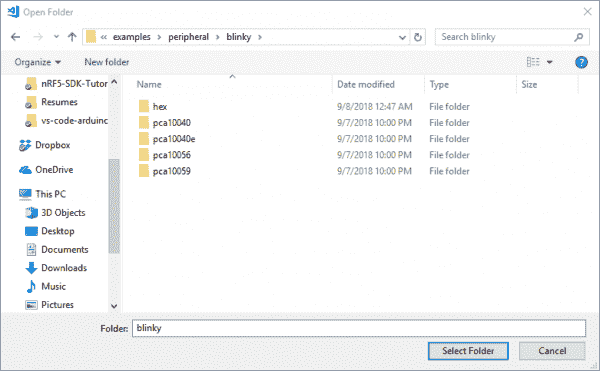 Open Folder
« examples › peripheral › blinky ›
Search blinky
Organize New folder
Name Date modified Type Size
hex 9/8/2018 12:47 AM File folder
pca10040 9/7/2018 10:00 PM File folder
pca10040e 9/7/2018 10:00 PM File folder
pca10056 9/7/2018 10:00 PM File folder
pca10059 9/7/2018 10:00 PM File folder
nRF5-SDK-Tutor
Resumes
vs-code-arduinc
Dropbox
OneDrive
This PC
3D Objects
Desktop
Documents
Downloads
Music
Pictures
Folder: blinky
Select Folder Cancel